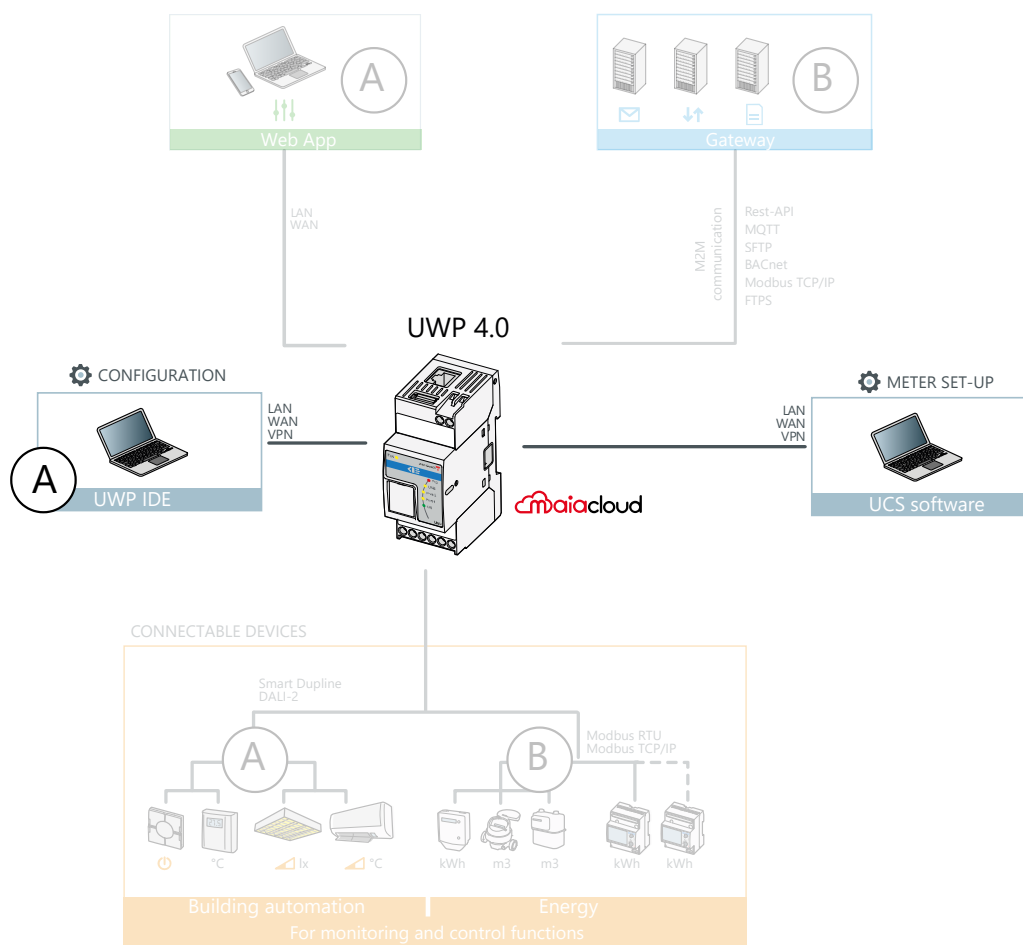 A
B
Web App
Gateway
LAN
WAN
M2M
communication
Rest-API
MQTT
SFTP
BACnet
Modbus TCP/IP
FTPS
UWP 4.0
CONFIGURATION
METER SET-UP
LAN
WAN
VPN
LAN
WAN
VPN
A
UWP IDE
maiacloud
UCS software
CONNECTABLE DEVICES
Smart Dupline
DALI-2
Modbus RTU
Modbus TCP/IP
A
B
°C
lx
°C
kWh
m3
m3
kWh
kWh
Building automation
Energy
For monitoring and control functions